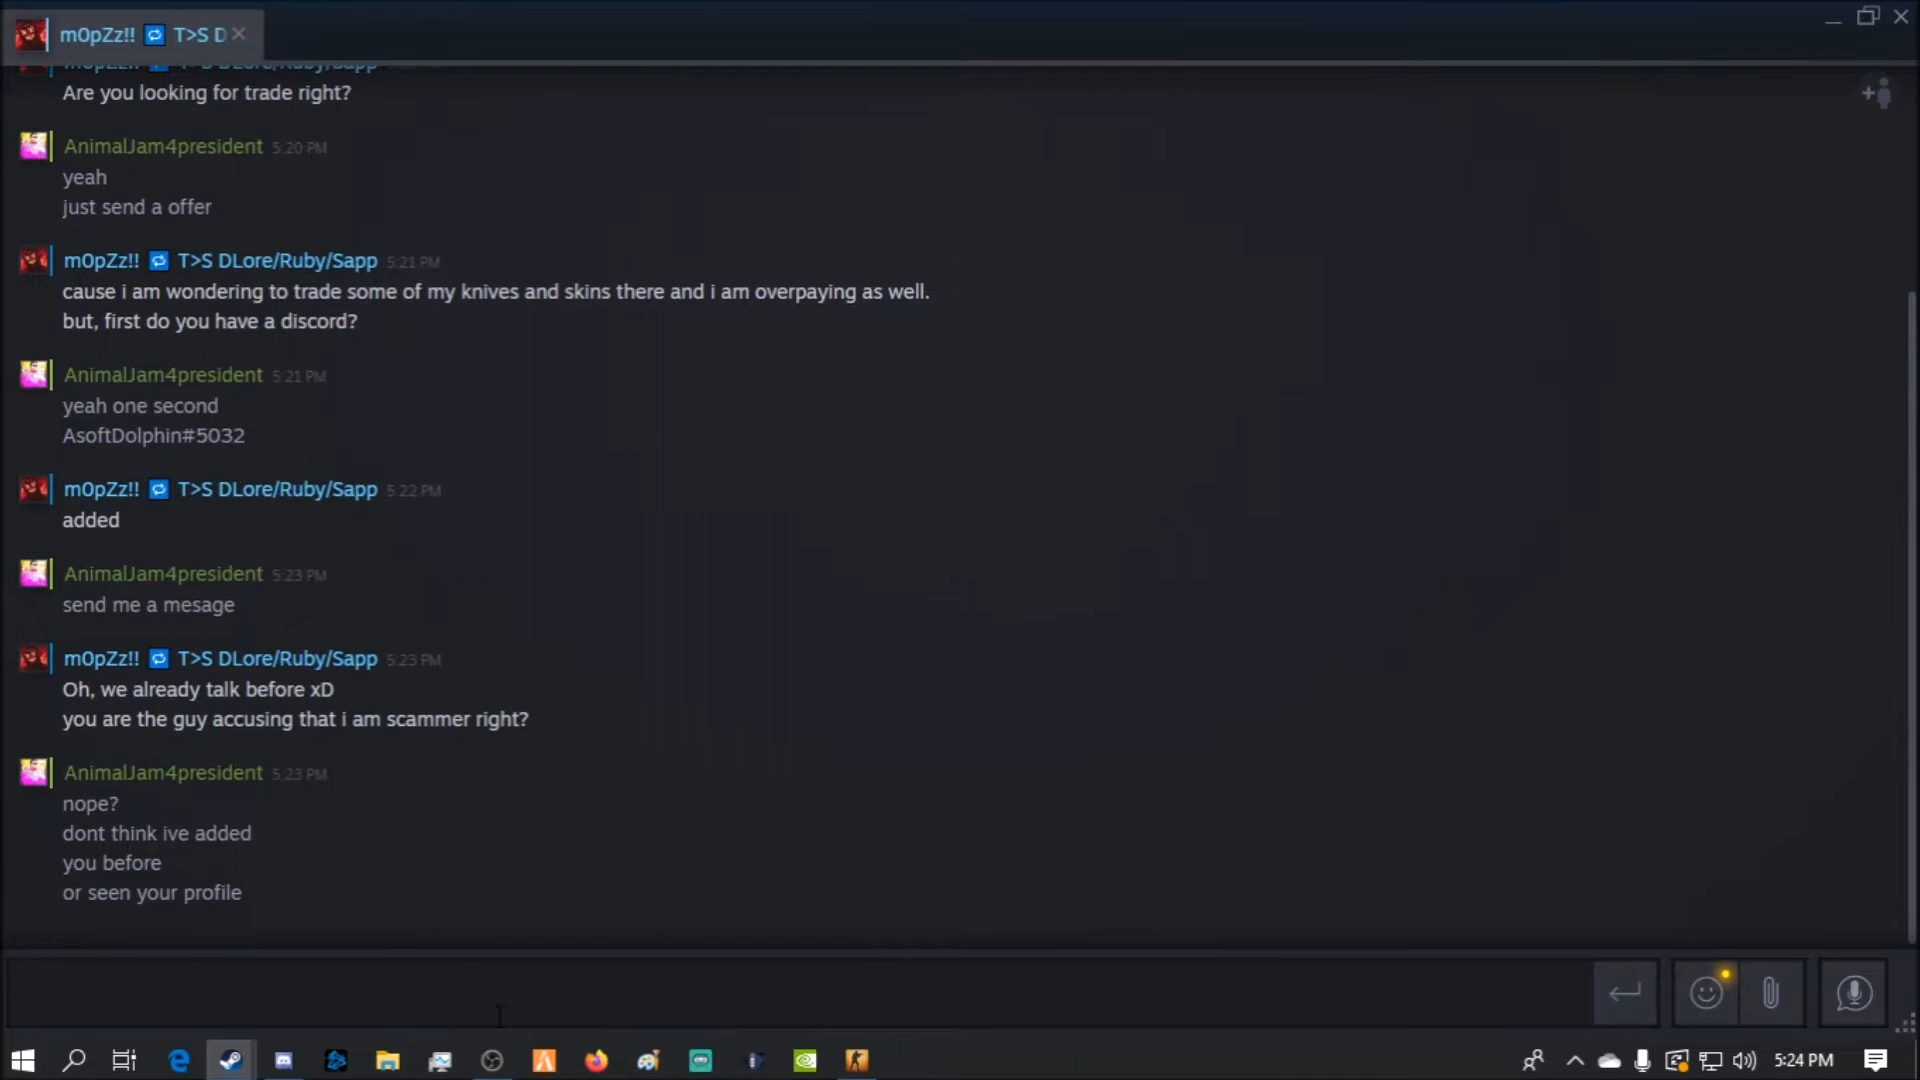 m0pZz!! T>S D
m0pZz!! T>S DLore/Ruby/Sapp
Are you looking for trade right?
AnimalJam4president 5:20 PM
yeah
just send a offer
m0pZz!! T>S DLore/Ruby/Sapp 5:21 PM
cause i am wondering to trade some of my knives and skins there and i am overpaying as well.
but, first do you have a discord?
AnimalJam4president 5:21 PM
yeah one second
AsoftDolphin#5032
m0pZz!! T>S DLore/Ruby/Sapp 5:22 PM
added
AnimalJam4president 5:23 PM
send me a mesage
m0pZz!! T>S DLore/Ruby/Sapp 5:23 PM
Oh, we already talk before xD
you are the guy accusing that i am scammer right?
AnimalJam4president 5:23 PM
nope?
dont think ive added
you before
or seen your profile
5:24 PM